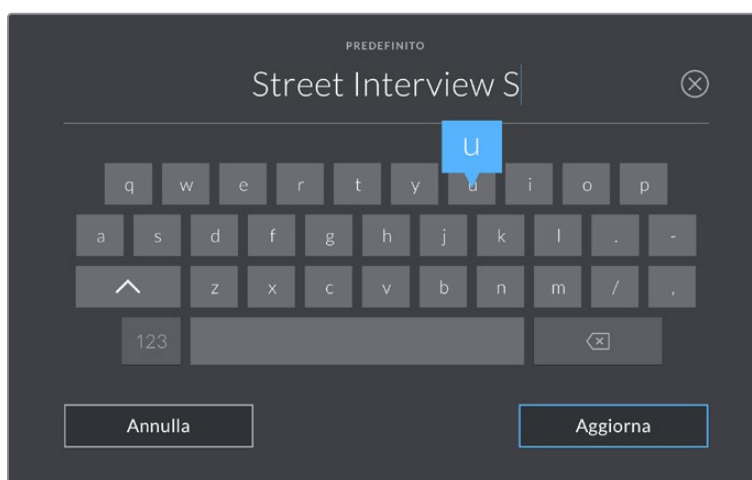 PREDEFINITO
Street Interview S
u
q w e r t y u i o p
a s d f g h j k l . -
z x c v b n m / ,
123
Annulla Aggiorna